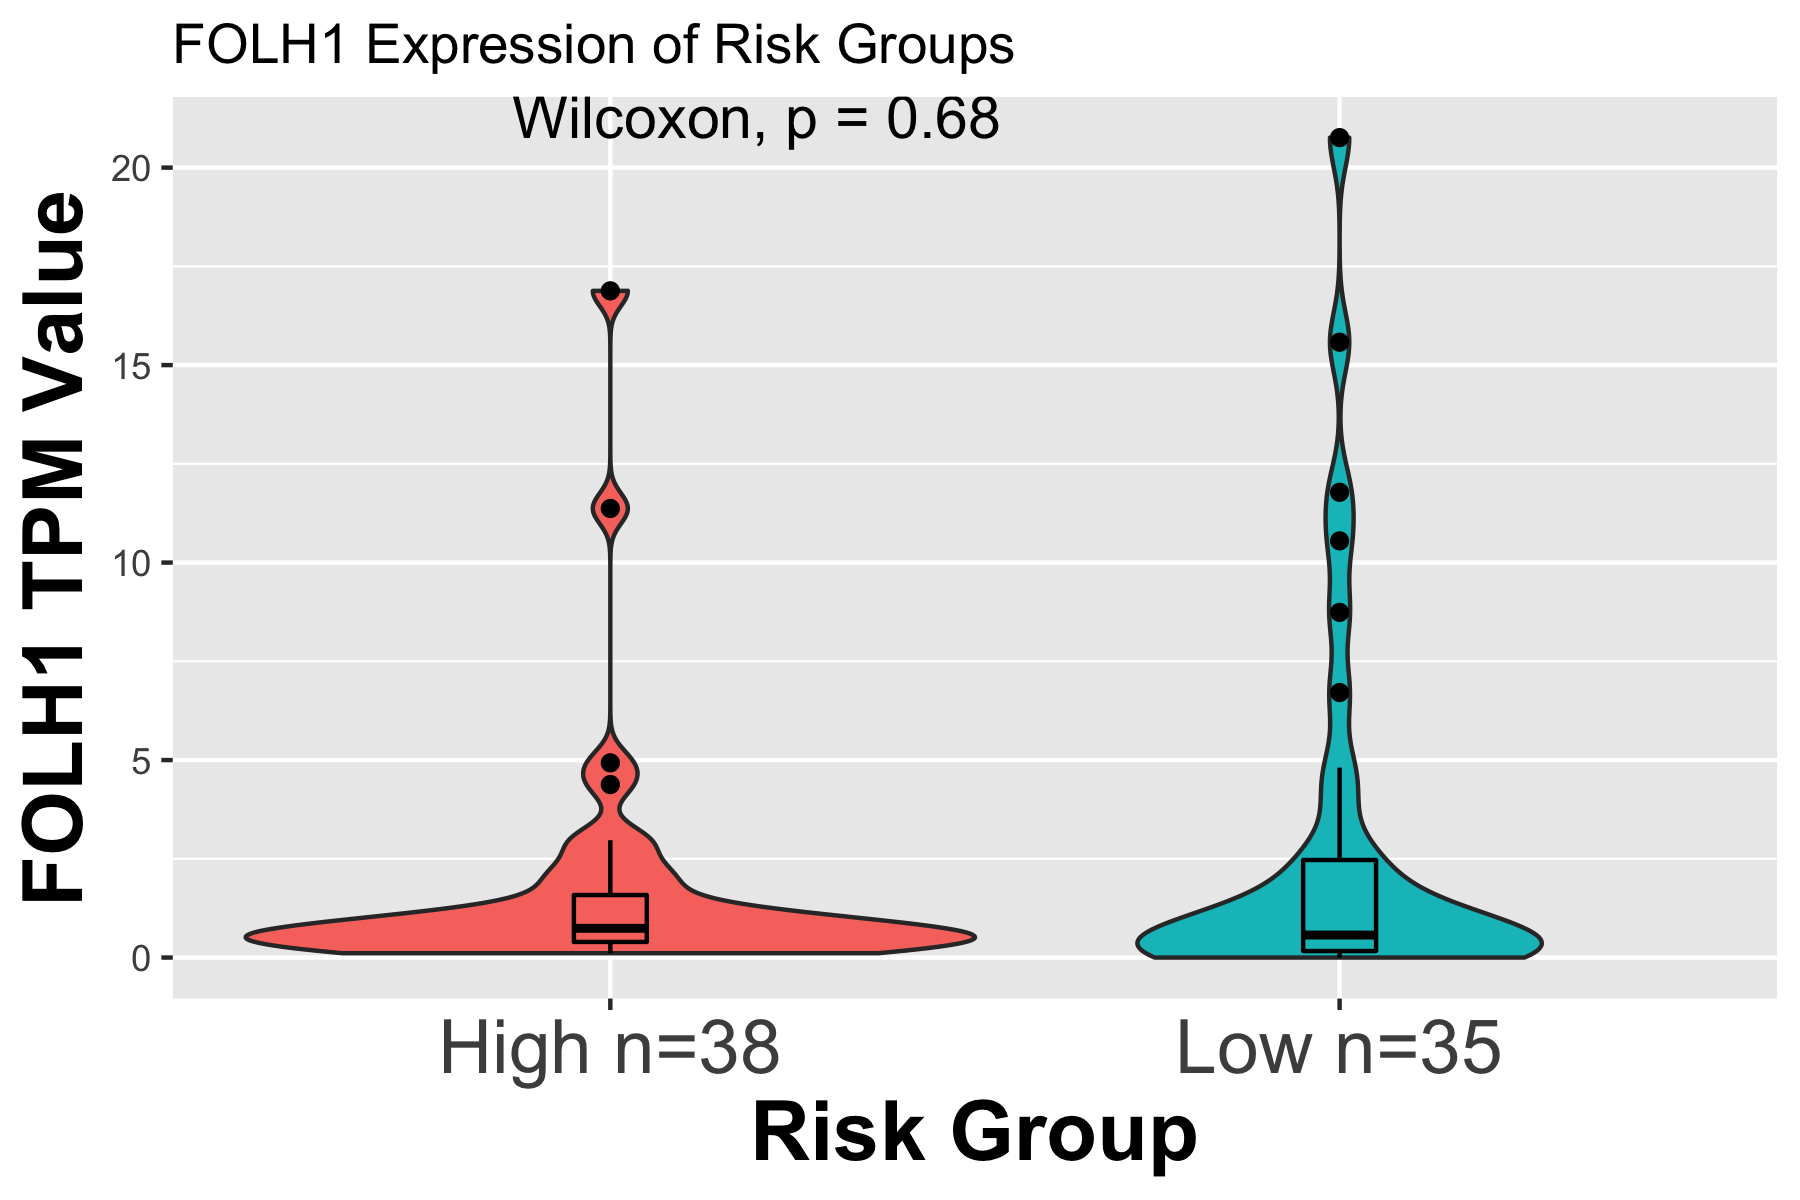 FOLH1 Expression of Risk Groups
Wilcoxon, p = 0.68
FOLH1 TPM Value
20
15
10
5
0
High n=38
Low n=35
Risk Group